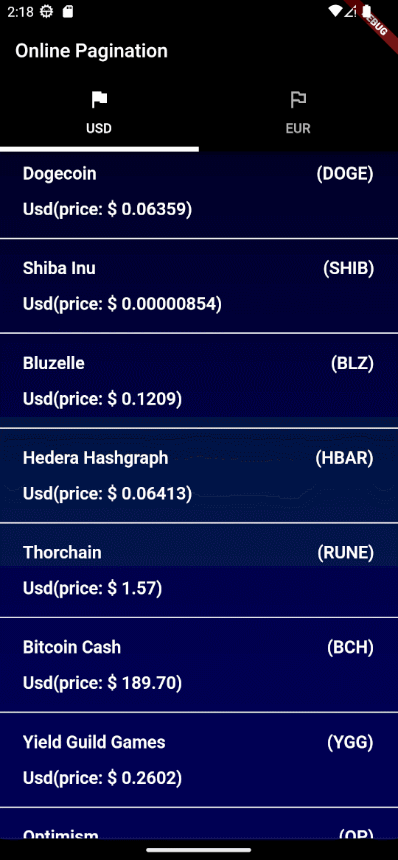 2:18
DEBUG
Online Pagination
USD EUR
Dogecoin (DOGE)
Usd(price: $ 0.06359)
Shiba Inu (SHIB)
Usd(price: $ 0.00000854)
Bluzelle (BLZ)
Usd(price: $ 0.1209)
Hedera Hashgraph (HBAR)
Usd(price: $ 0.06413)
Thorchain (RUNE)
Usd(price: $ 1.57)
Bitcoin Cash (BCH)
Usd(price: $ 189.70)
Yield Guild Games (YGG)
Usd(price: $ 0.2602)
Optimism (OP)